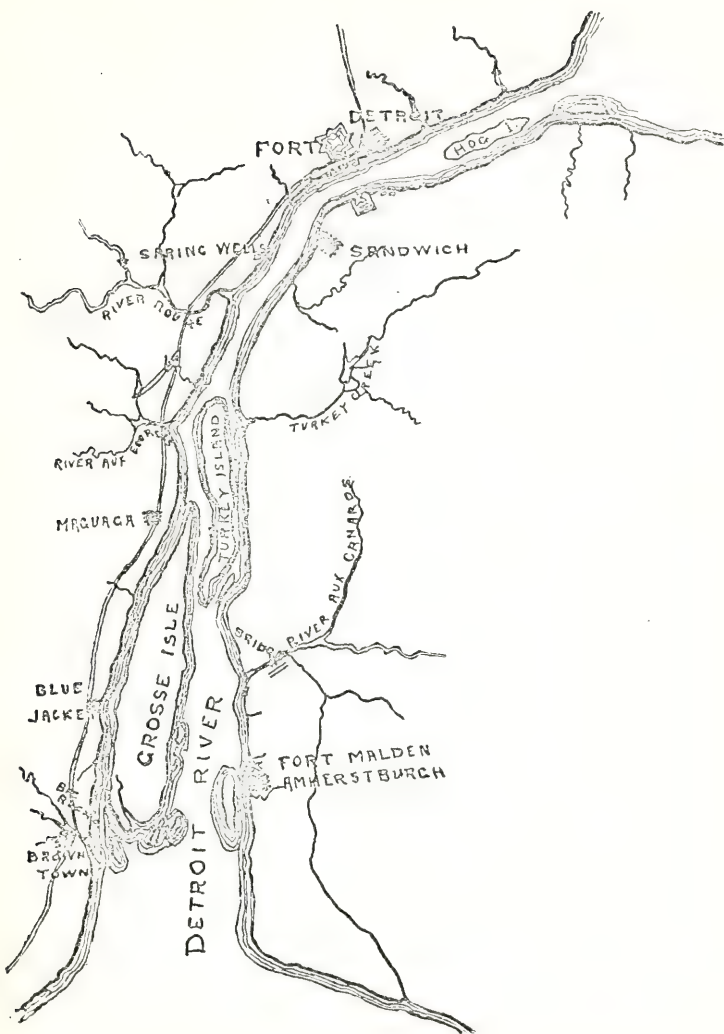 DETROIT
FORT
HOG I.
SPRING WELLS
SANDWICH
RIVER ROUGE
TURKEY CREEK
RIVER AUX ECORES
TURKEY ISLAND
MAGUAGA
RIVER AUX CANARDS
BRIDGE
GROSSE ISLE
BLUE
JACKET
FORT MALDEN
AMHERSTBURGH
BROWN
TOWN
DETROIT RIVER